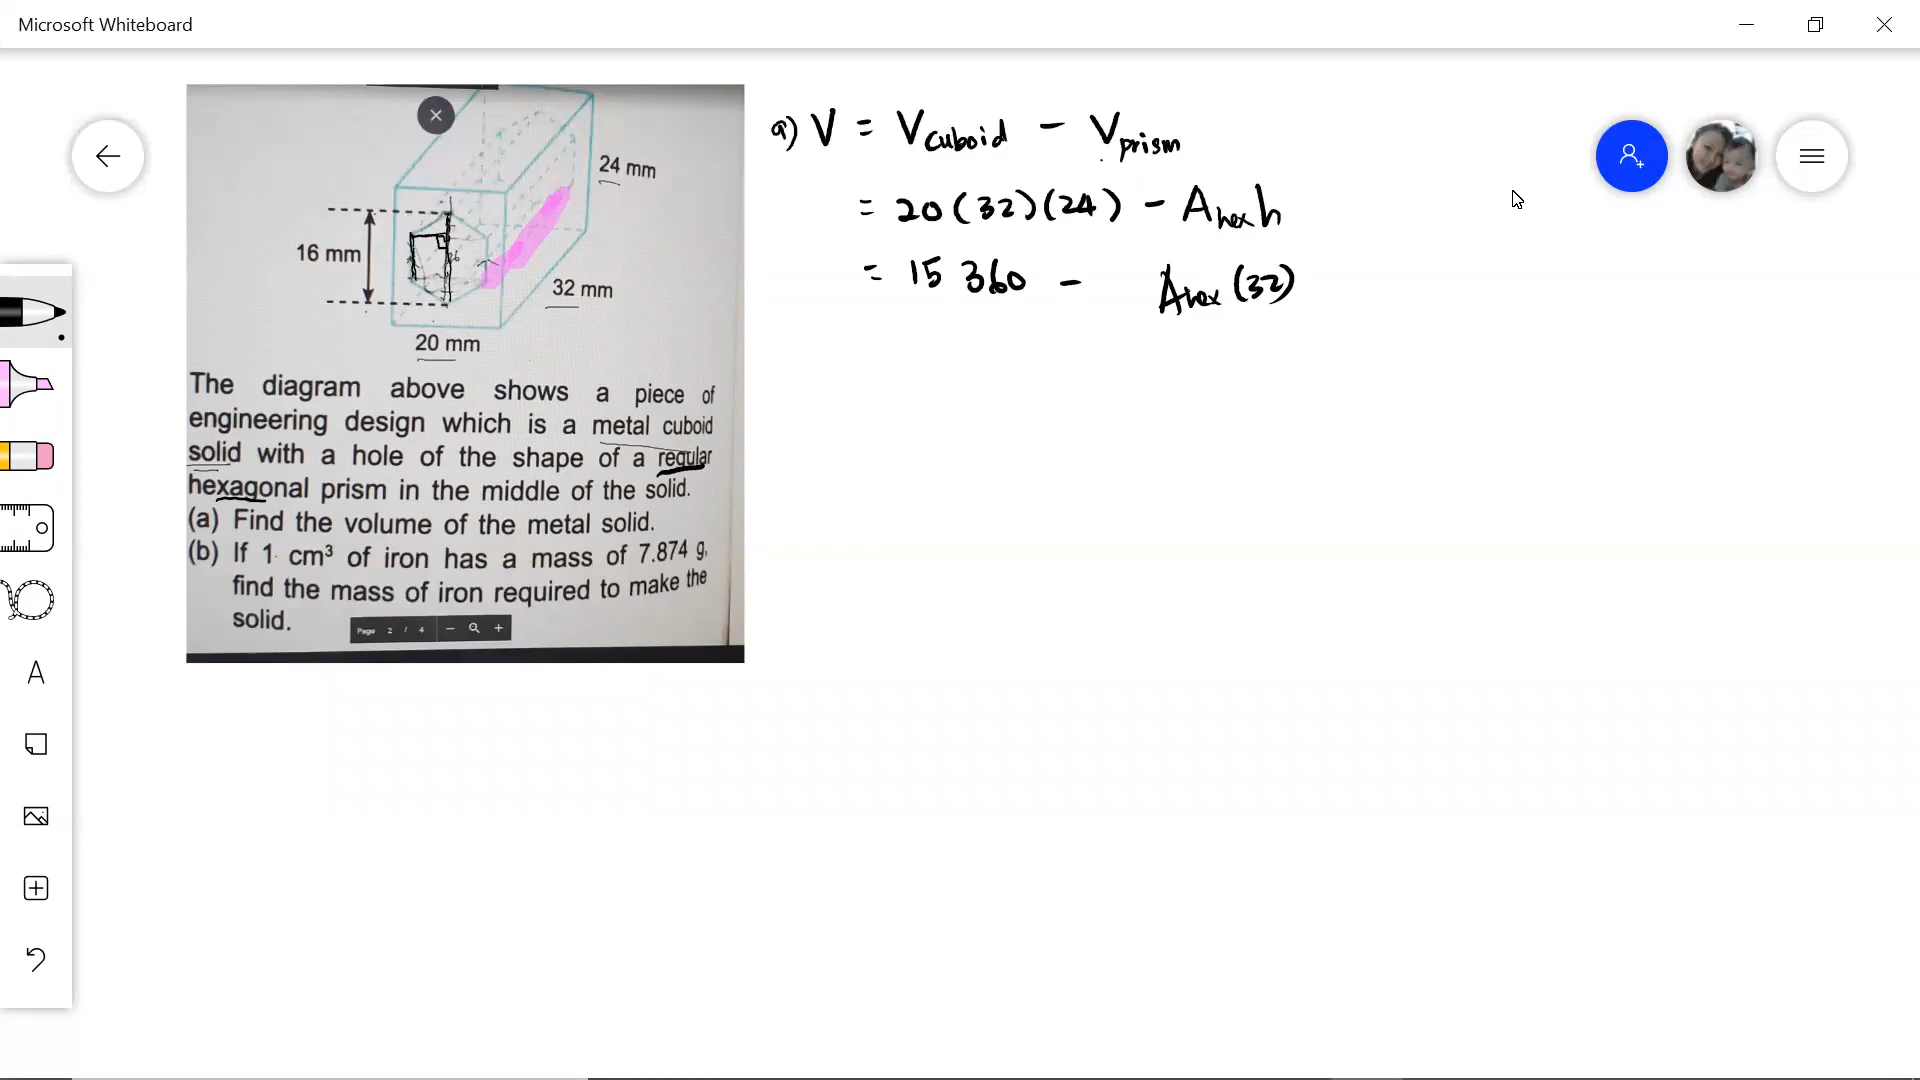 Microsoft Whiteboard
24 mm
16 mm
32 mm
20 mm
The diagram above shows a piece of
engineering design which is a metal cuboid
solid with a hole of the shape of a regular
hexagonal prism in the middle of the solid.
(a) Find the volume of the metal solid.
(b) If 1 cm³ of iron has a mass of 7.874 g,
find the mass of iron required to make the
solid.
Page 2 / 4
a) V = Vcuboid - Vprism
= 20 (32)(24) - Ahex h
= 15 360 - Ahex (32)
A